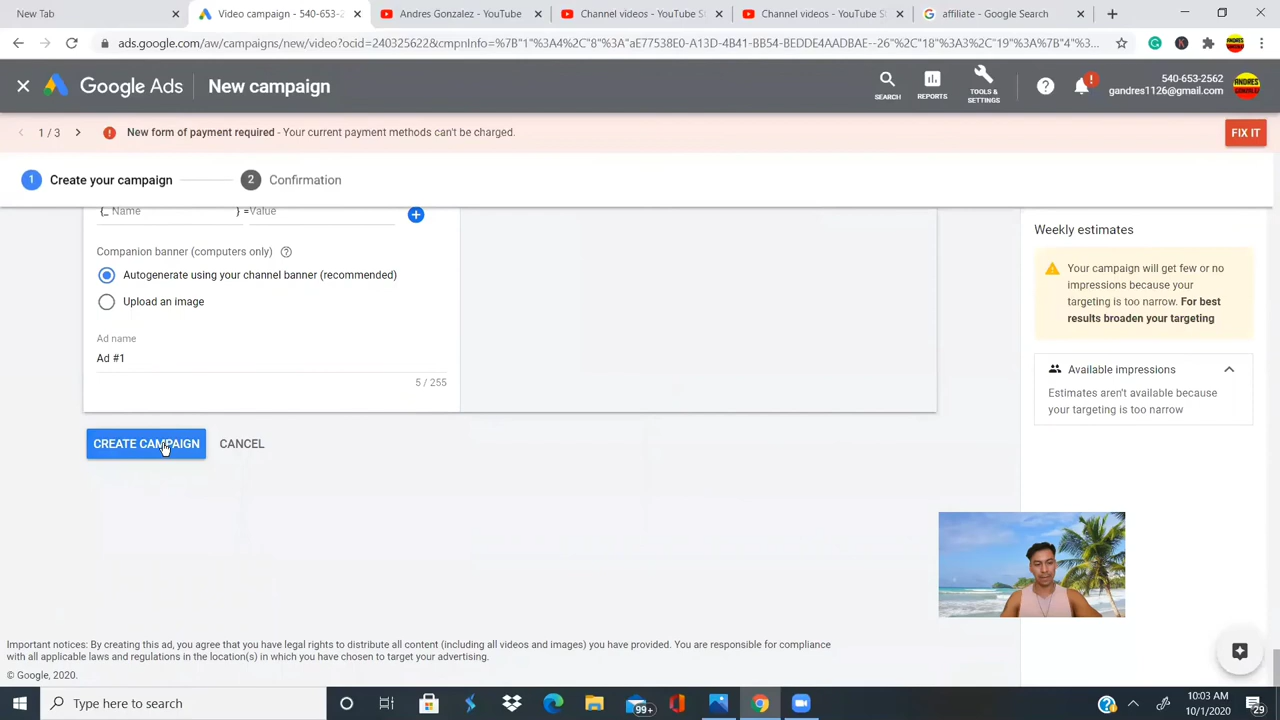 New Tab
Video campaign - 540-653-2
Andres Gonzalez - YouTube
Channel videos - YouTube S
Channel videos - YouTube S
affiliate - Google Search
ads.google.com/aw/campaigns/new/video?ocid=240325622&cmpnInfo=%7B"1"%3A4%2C"8"%3A"aE77538E0-A13D-4B41-BB54-BEDDE4AADBAE--26"%2C"18"%3A3%2C"19"%3A%7B"4"%3...
Google Ads
New campaign
SEARCH
REPORTS
TOOLS &
SETTINGS
540-653-2562
gandres1126@gmail.com
1 / 3
New form of payment required - Your current payment methods can't be charged.
FIX IT
1 Create your campaign
2 Confirmation
{_ Name } =Value
Companion banner (computers only)
Autogenerate using your channel banner (recommended)
Upload an image
Ad name
Ad #1
5 / 255
CREATE CAMPAIGN
CANCEL
Weekly estimates
Your campaign will get few or no
impressions because your
targeting is too narrow. For best
results broaden your targeting
Available impressions
Estimates aren't available because
your targeting is too narrow
Important notices: By creating this ad, you agree that you have legal rights to distribute all content (including all videos and images) you have provided. You are responsible for compliance
with all applicable laws and regulations in the location(s) in which you have chosen to target your advertising.
© Google, 2020.
Type here to search
99+
10:03 AM
10/1/2020
29